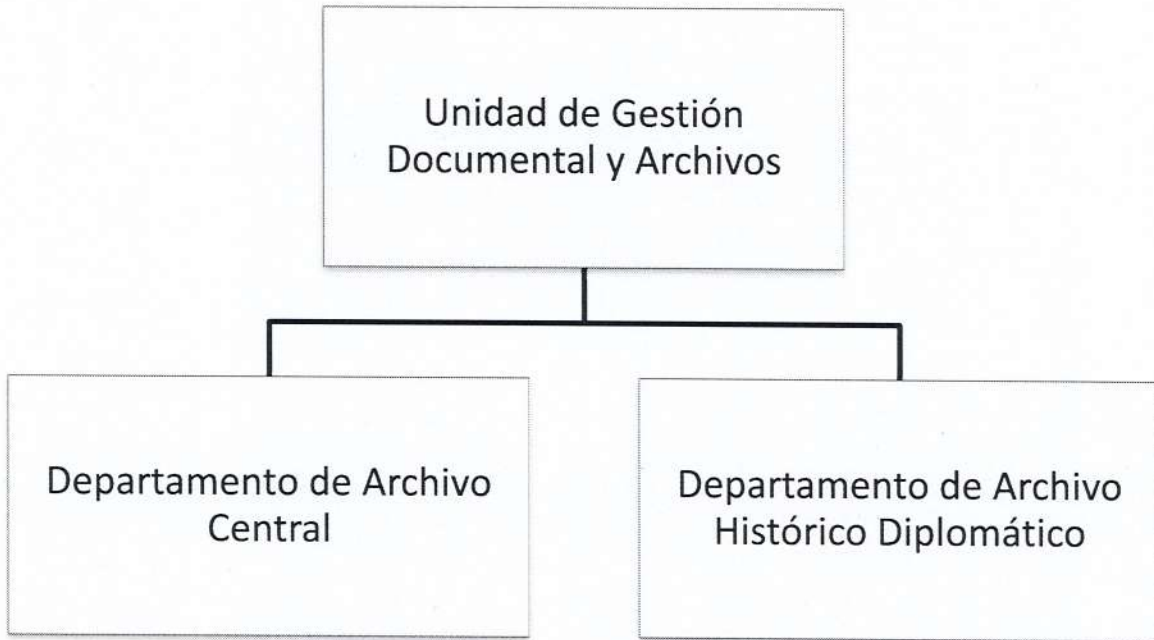 Unidad de Gestión
Documental y Archivos
Departamento de Archivo
Central
Departamento de Archivo
Histórico Diplomático